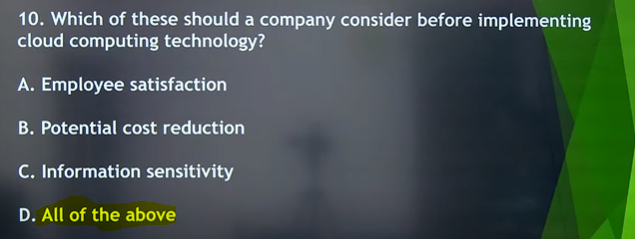 10. Which of these should a company consider before implementing
cloud computing technology?
A. Employee satisfaction
B. Potential cost reduction
C. Information sensitivity
D. All of the above